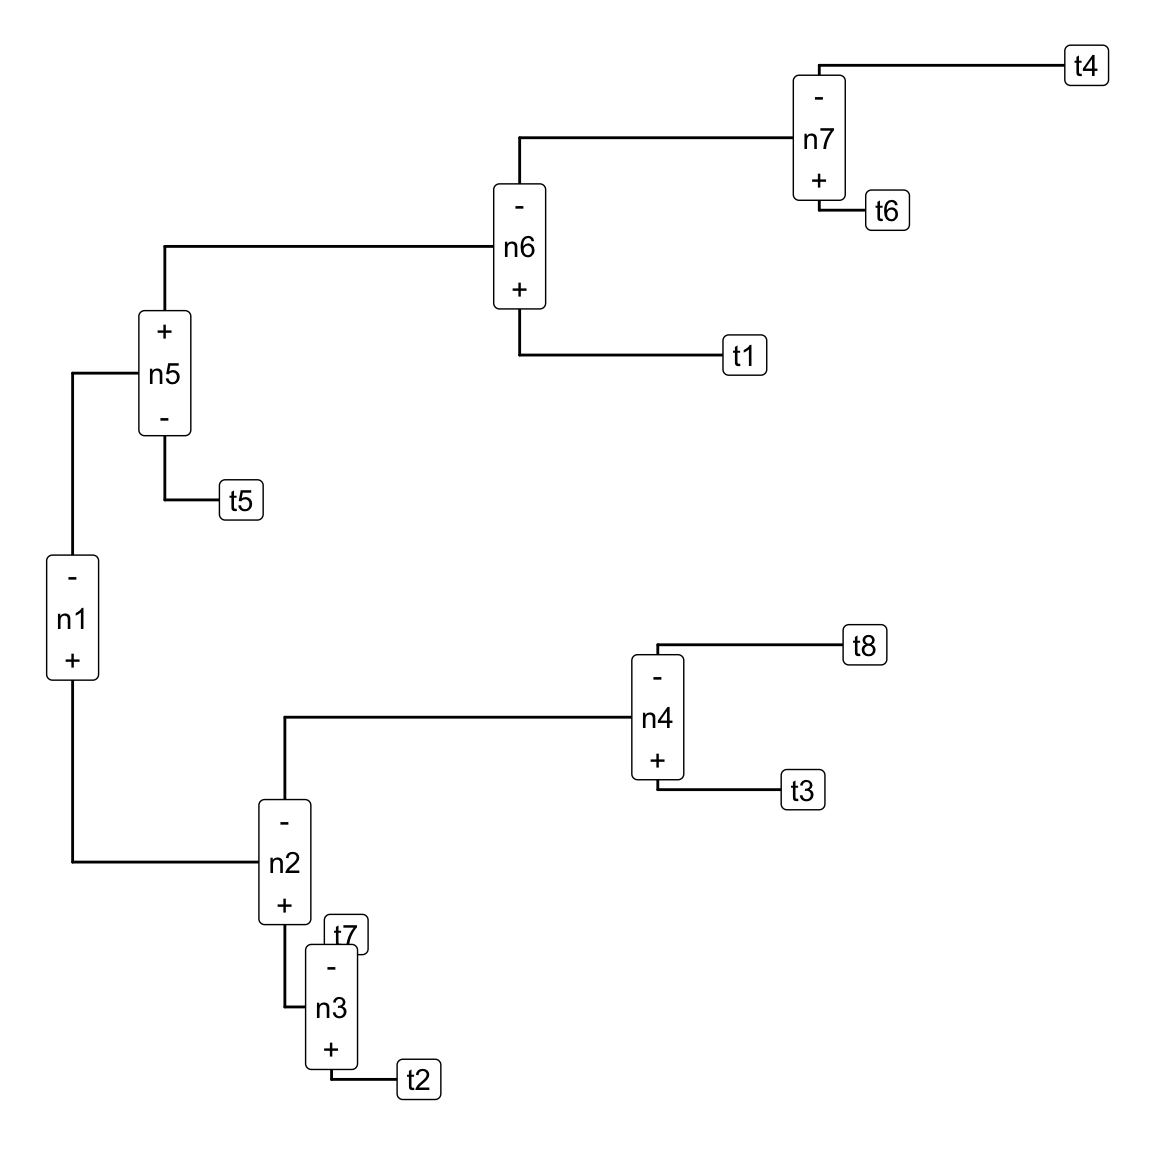 t4
-
n7
+
t6
-
n6
+
t1
+
n5
-
t5
-
n1
+
t8
-
n4
+
t3
-
n2
+
t7
-
n3
+
t2